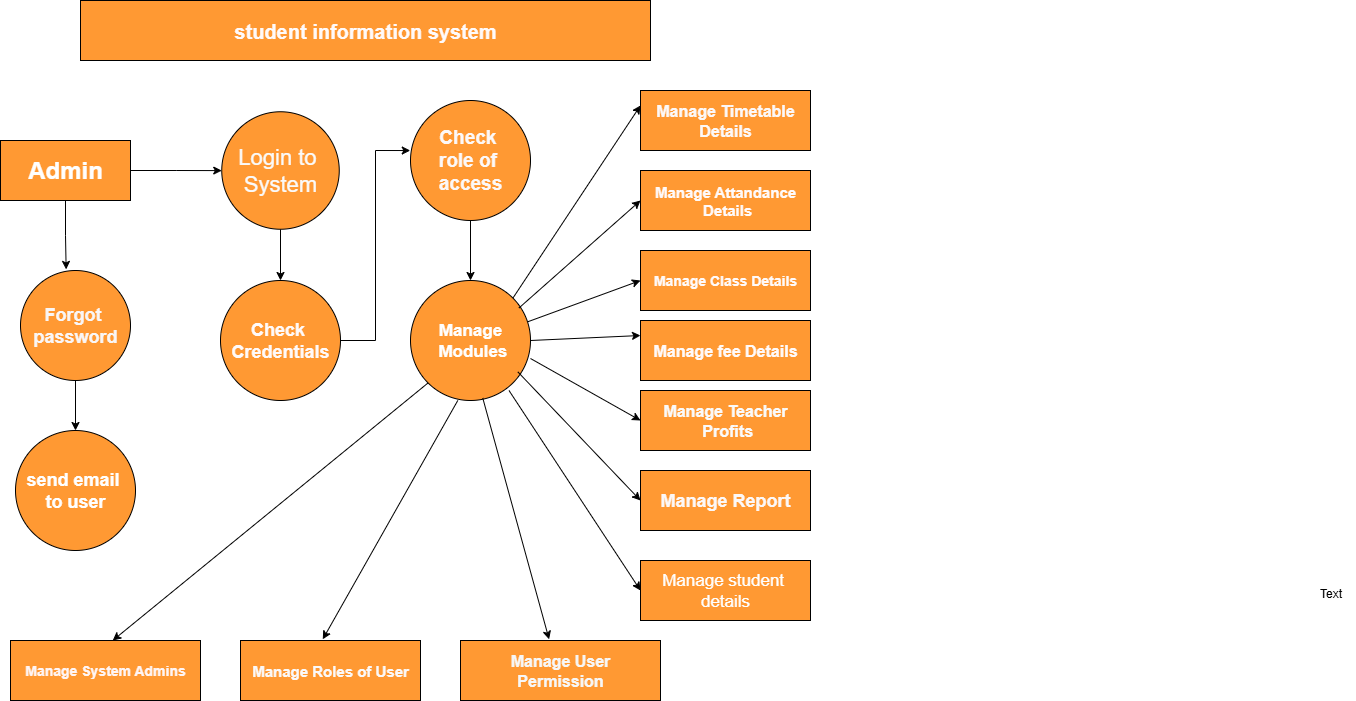 student information system
Admin
Login to
System
Check
role of
access
Manage Timetable
Details
Manage Attandance
Details
Manage Class Details
Manage fee Details
Manage Teacher
Profits
Manage Report
Manage student
details
Forgot
password
Check
Credentials
Manage
Modules
send email
to user
Text
Manage System Admins
Manage Roles of User
Manage User
Permission